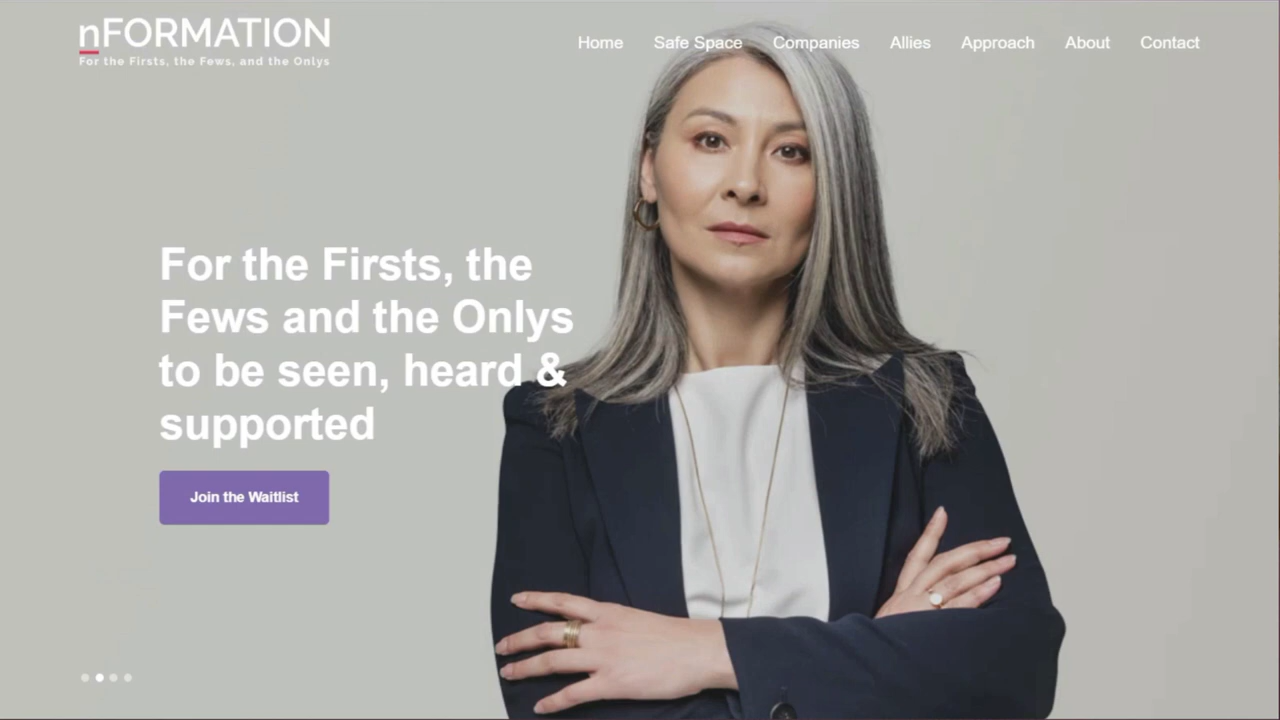 nFORMATION
For the Firsts, the Fews, and the Onlys
Home Safe Space Companies Allies Approach About Contact
For the Firsts, the
Fews and the Onlys
to be seen, heard &
supported
Join the Waitlist